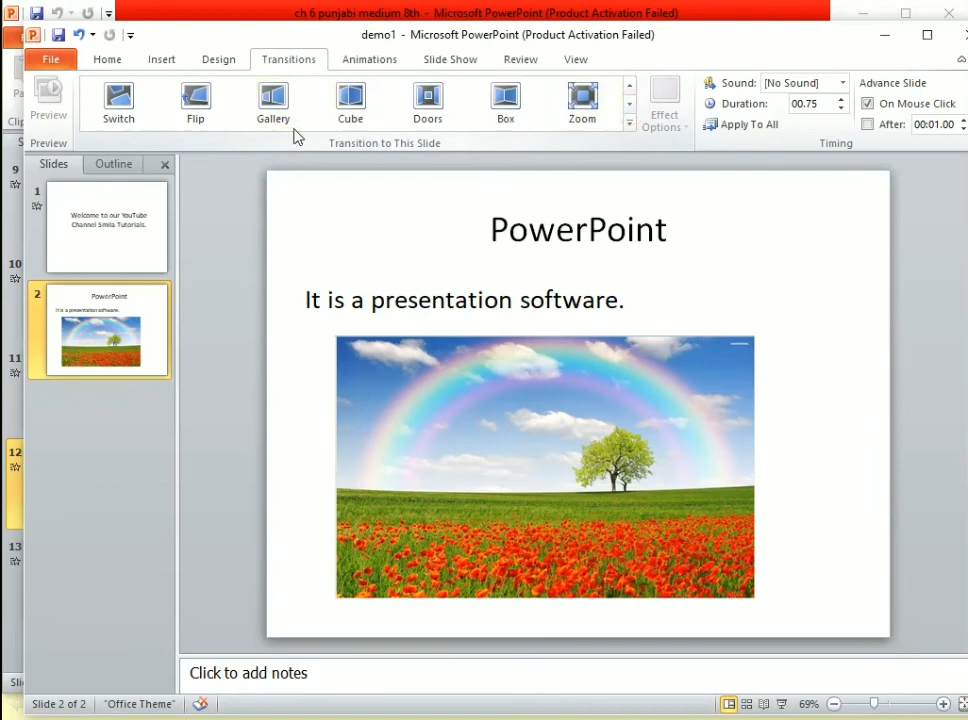 ch 6 punjabi medium 8th - Microsoft PowerPoint (Product Activation Failed)
demo1 - Microsoft PowerPoint (Product Activation Failed)
File Home Insert Design Transitions Animations Slide Show Review View
Preview
Switch Flip Gallery Cube Doors Box Zoom
Effect Options
Sound: [No Sound]
Duration: 00.75
Apply To All
Advance Slide
On Mouse Click
After: 00:01.00
Preview Transition to This Slide Timing
Slides Outline
9
10
11
12
13
1
Welcome to our YouTube
Channel Smila Tutorials.
2
PowerPoint
It is a presentation software.
PowerPoint
It is a presentation software.
Click to add notes
Slide 2 of 2 "Office Theme" 69%